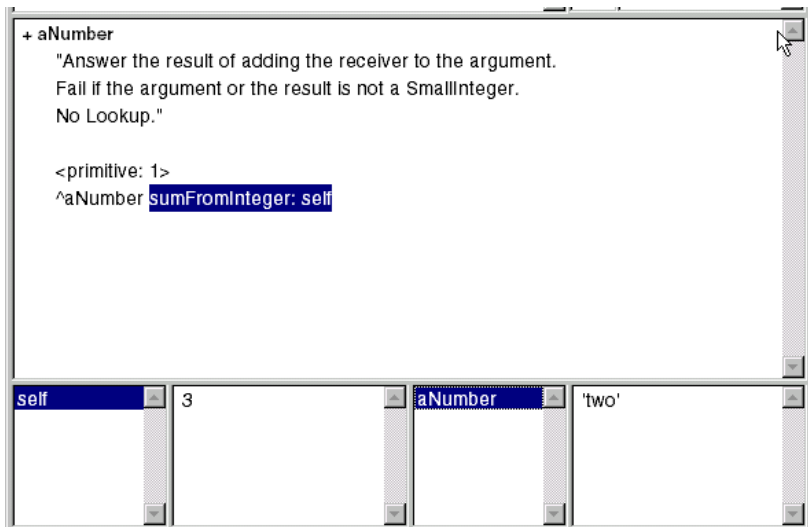 + aNumber
"Answer the result of adding the receiver to the argument.
Fail if the argument or the result is not a SmallInteger.
No Lookup."
<primitive: 1>
^aNumber sumFromInteger: self
self
3
aNumber
'two'